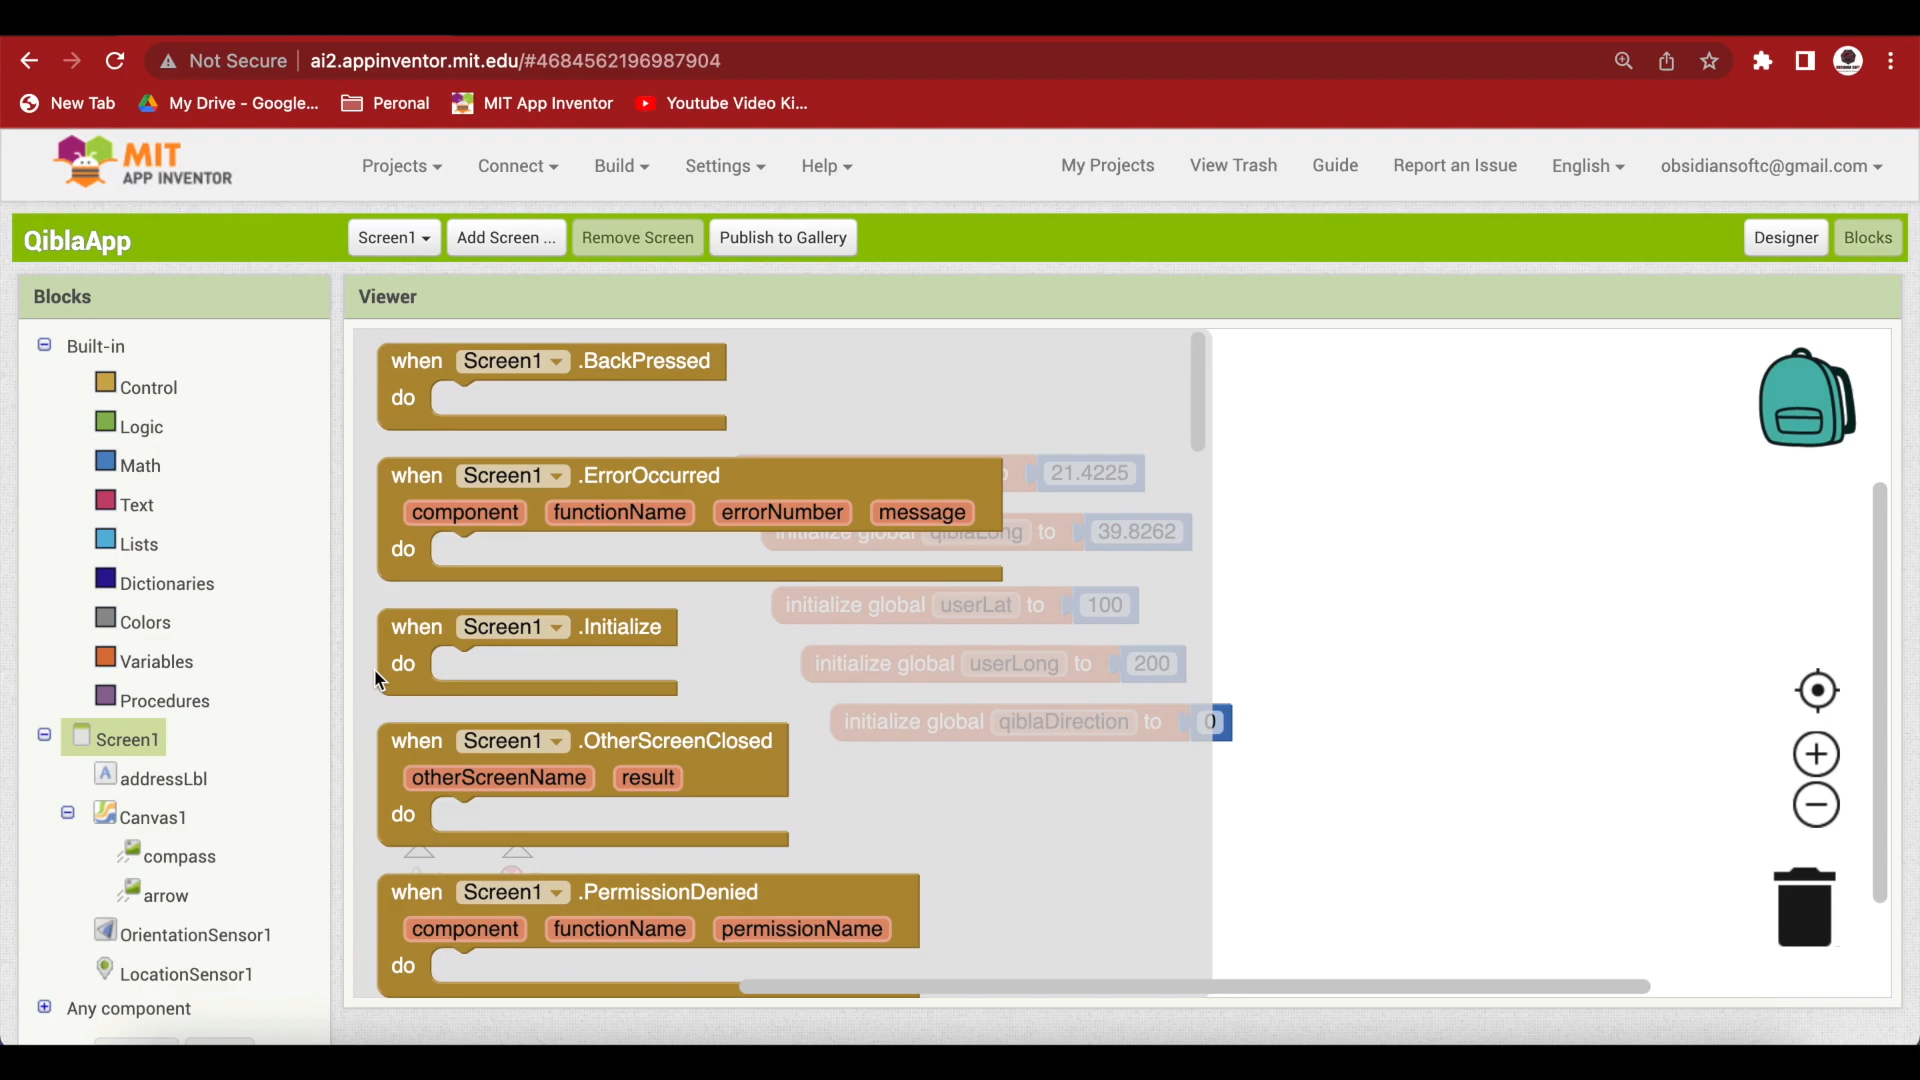 Not Secure ai2.appinventor.mit.edu/#4684562196987904
New Tab My Drive - Google... Peronal MIT App Inventor Youtube Video Ki...
MIT
APP INVENTOR
Projects Connect Build Settings Help My Projects View Trash Guide Report an Issue English obsidiansoftc@gmail.com
QiblaApp Screen1 Add Screen ... Remove Screen Publish to Gallery Designer Blocks
Blocks Viewer
Built-in
Control
Logic
Math
Text
Lists
Dictionaries
Colors
Variables
Procedures
Screen1
addressLbl
Canvas1
compass
arrow
OrientationSensor1
LocationSensor1
Any component
when Screen1 .BackPressed
do
when Screen1 .ErrorOccurred
component functionName errorNumber message
do
when Screen1 .Initialize
do
when Screen1 .OtherScreenClosed
otherScreenName result
do
when Screen1 .PermissionDenied
component functionName permissionName
do
21.4225
initialize global qiblaLong to 39.8262
initialize global userLat to 100
initialize global userLong to 200
initialize global qiblaDirection to 0